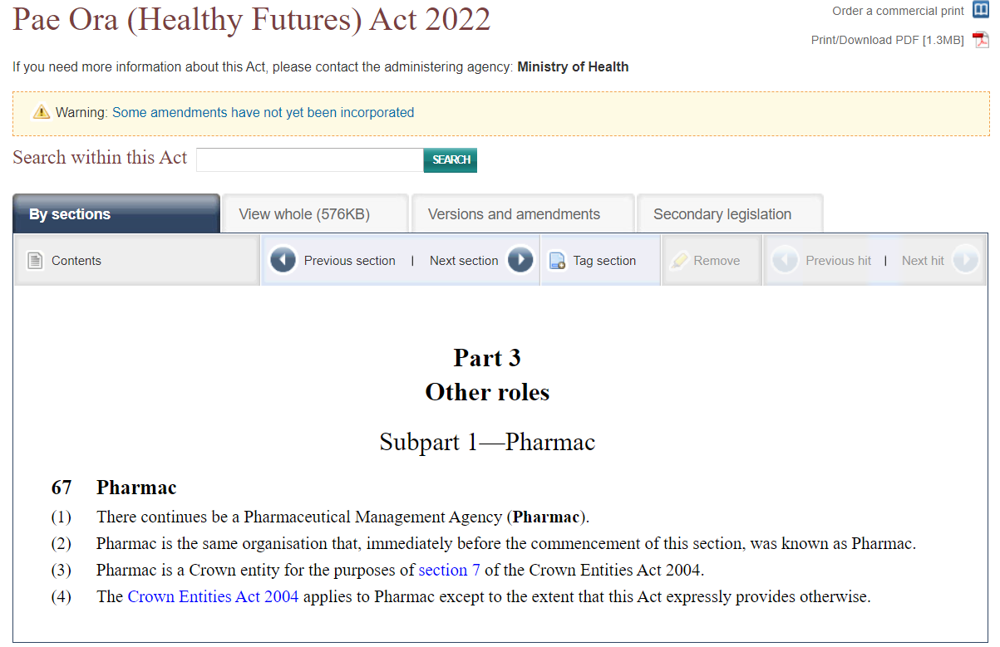 Pae Ora (Healthy Futures) Act 2022
Order a commercial print
Print/Download PDF [1.3MB]
If you need more information about this Act, please contact the administering agency: Ministry of Health
Warning: Some amendments have not yet been incorporated
Search within this Act SEARCH
By sections View whole (576KB) Versions and amendments Secondary legislation
Contents Previous section | Next section Tag section Remove Previous hit | Next hit
Part 3
Other roles
Subpart 1—Pharmac
67 Pharmac
(1) There continues be a Pharmaceutical Management Agency (Pharmac).
(2) Pharmac is the same organisation that, immediately before the commencement of this section, was known as Pharmac.
(3) Pharmac is a Crown entity for the purposes of section 7 of the Crown Entities Act 2004.
(4) The Crown Entities Act 2004 applies to Pharmac except to the extent that this Act expressly provides otherwise.